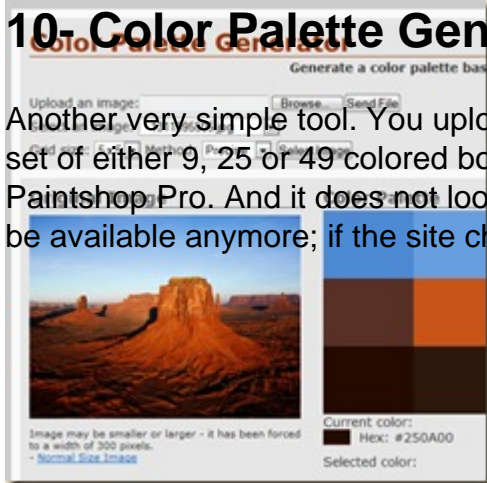 10- Color Palette Gen
Color Palette Generator
Generate a color palette bas
Upload an image: Browse... Send File
Another very simple tool. You uplo
set of either 9, 25 or 49 colored bo
Paintshop Pro. And it does not loo
be available anymore; if the site ch
Image may be smaller or larger - it has been forced
to a width of 300 pixels.
- Normal Size Image
Current color:
Hex: #250A00
Selected color: